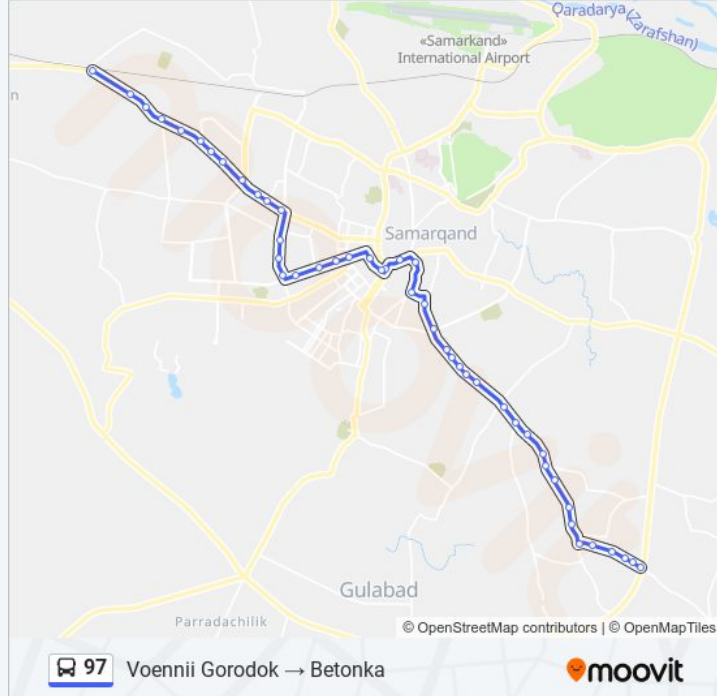 Qaradarya (Zarafshan)
«Samarkand»
International Airport
n
Samarqand
Gulabad
Parradachilik
© OpenStreetMap contributors | © OpenMapTiles
97 Voennii Gorodok → Betonka
moovit